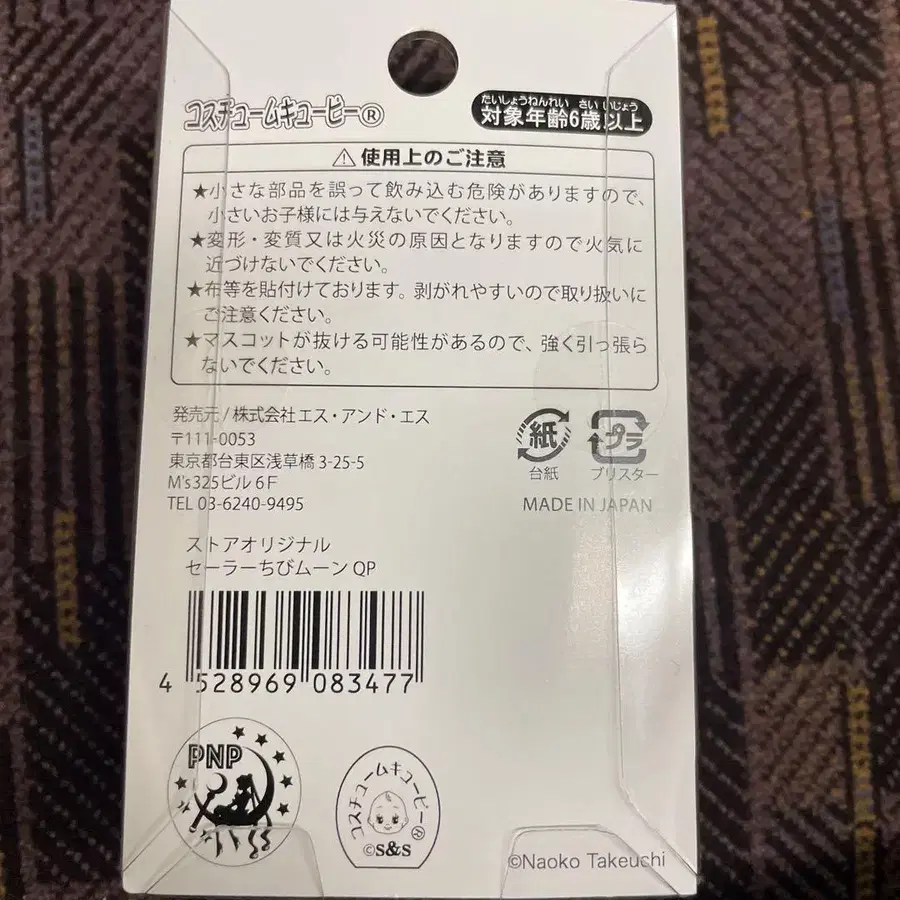 コスチュームキューピー®
たいしょうねんれい さい いじょう
対象年齢6歳以上
⚠使用上のご注意
★小さな部品を誤って飲み込む危険がありますので、
小さいお子様には与えないでください。
★変形・変質又は火災の原因となりますので火気に
近づけないでください。
★布等を貼付けております。剥がれやすいので取り扱いに
ご注意ください。
★マスコットが抜ける可能性があるので、強く引っ張ら
ないでください。
発売元/株式会社エス・アンド・エス
〒111-0053
東京都台東区浅草橋3-25-5
M's325ビル 6F
TEL 03-6240-9495
紙
プラ
台紙
ブリスター
MADE IN JAPAN
ストアオリジナル
セーラーちびムーンQP
4 528969 083477
PNP
コスチュームキューピー®
©S&S
©Naoko Takeuchi